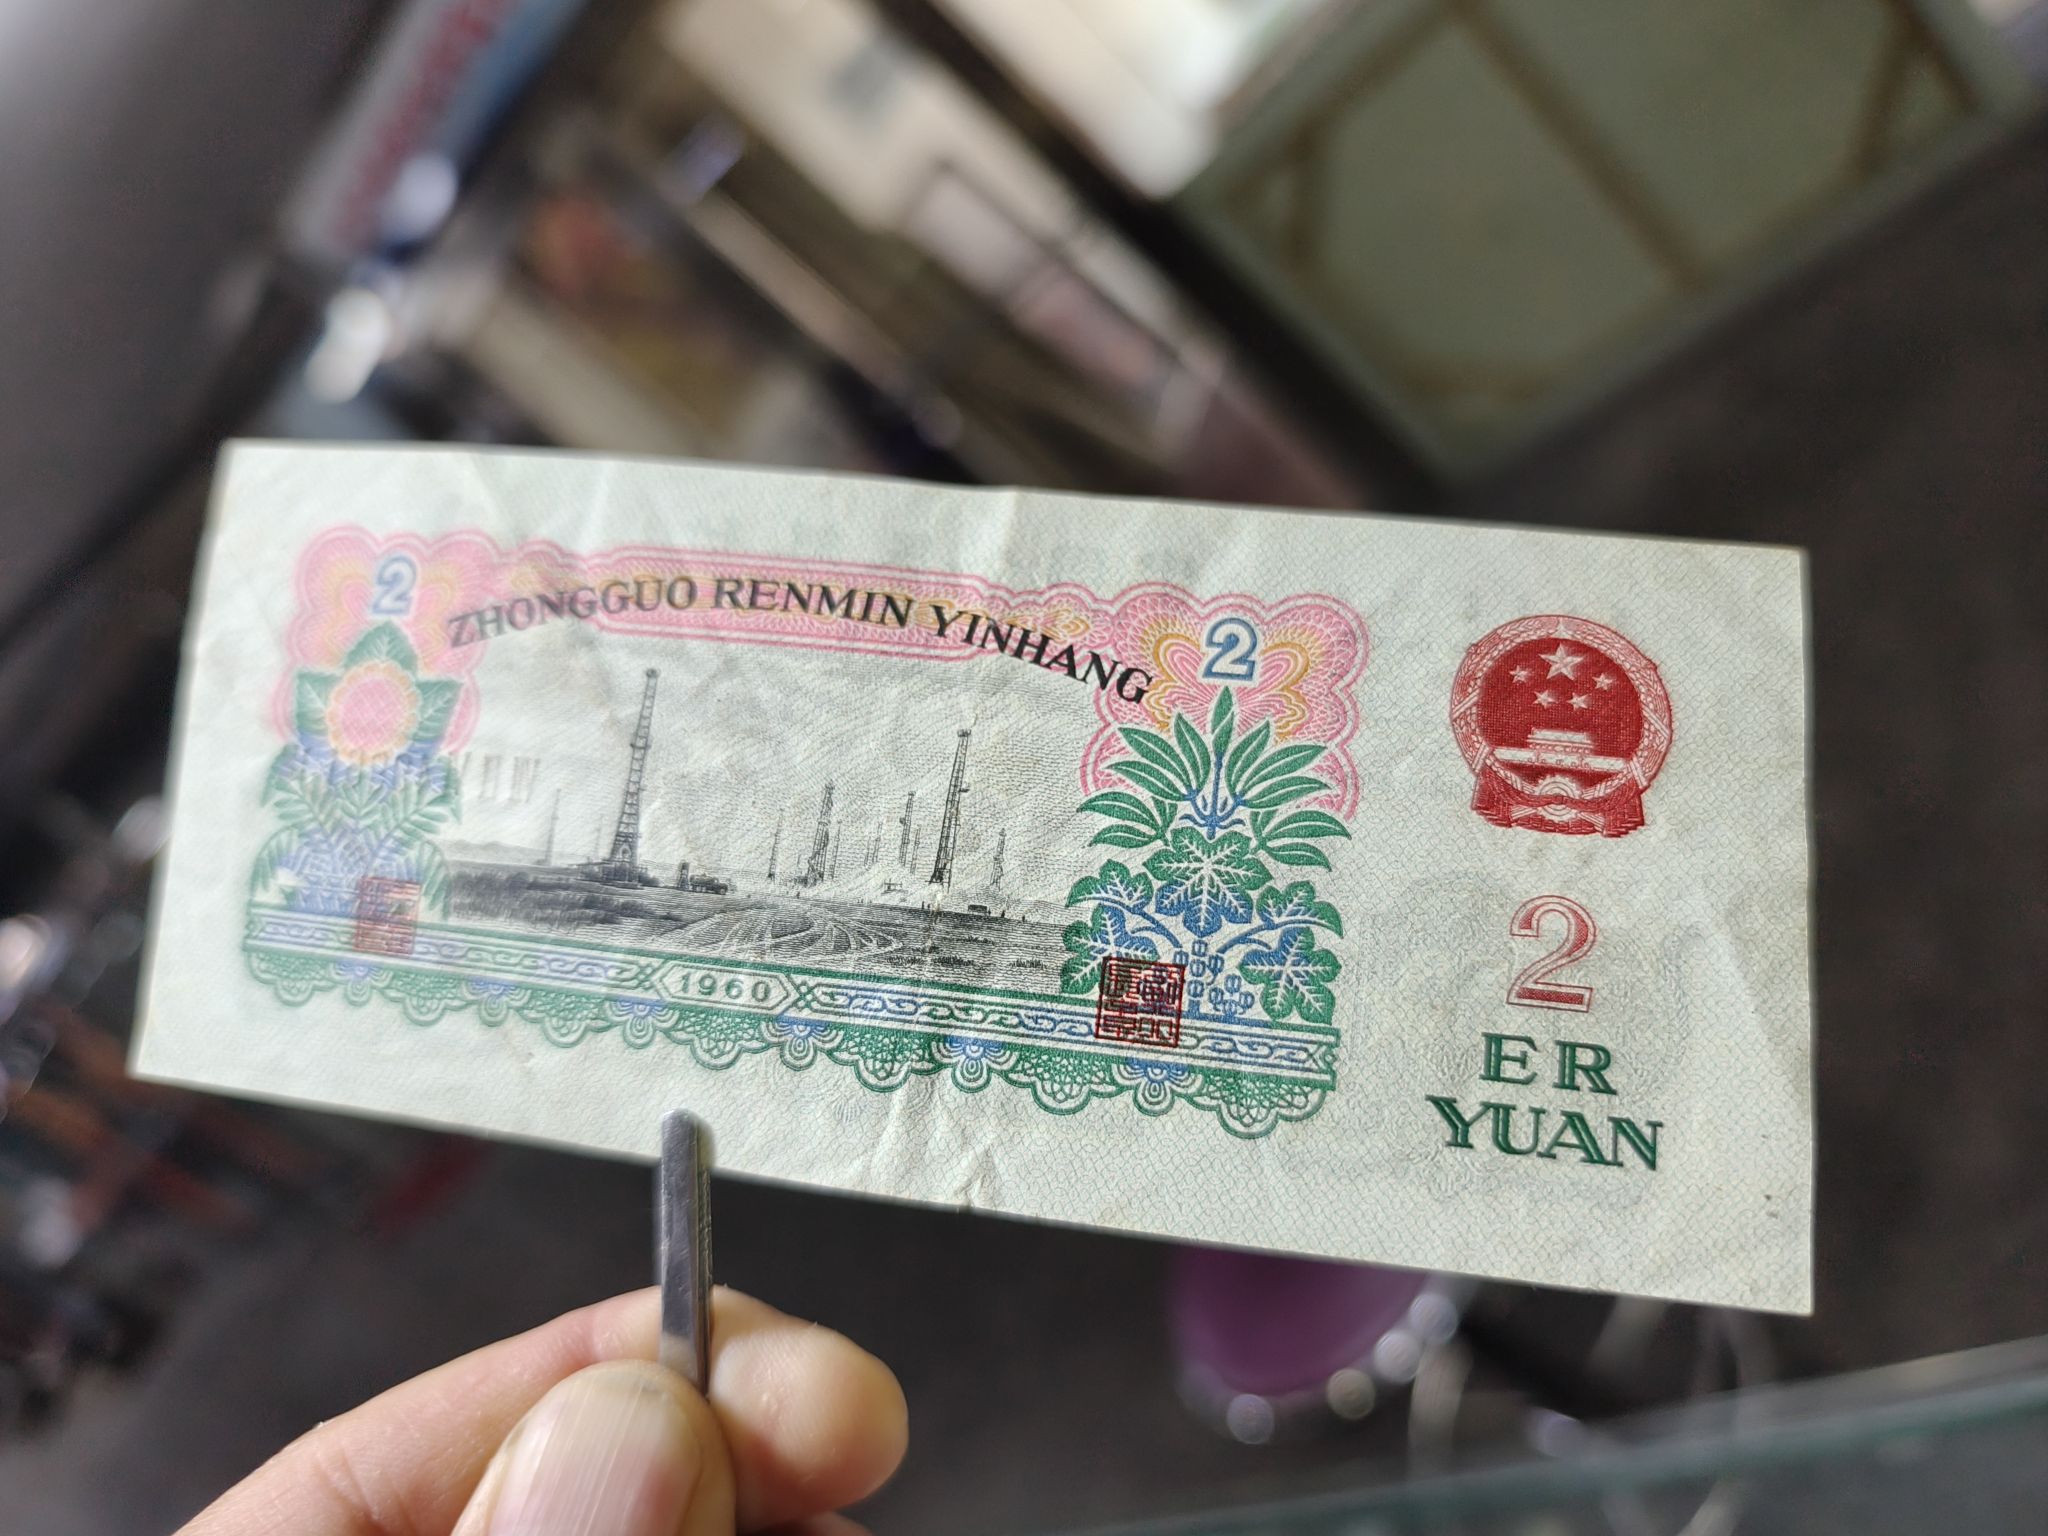 2
ZHONGGUO RENMIN YINHANG
2
1960
2
ER
YUAN